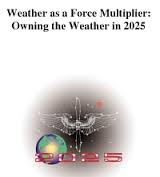 Weather as a Force Multiplier:
Owning the Weather in 2025
2025